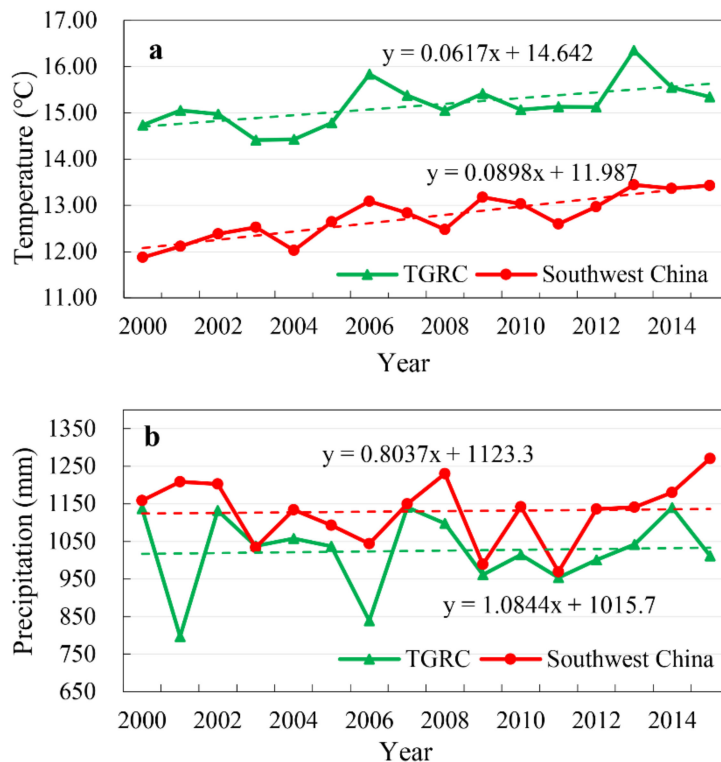 17.00
a
y = 0.0617x + 14.642
16.00
15.00
14.00
y = 0.0898x + 11.987
13.00
12.00
11.00
Temperature (℃)
TGRC
Southwest China
2000 2002 2004 2006 2008 2010 2012 2014
Year
1350
b
y = 0.8037x + 1123.3
1250
1150
1050
950
y = 1.0844x + 1015.7
850
750
650
Precipitation (mm)
TGRC
Southwest China
2000 2002 2004 2006 2008 2010 2012 2014
Year